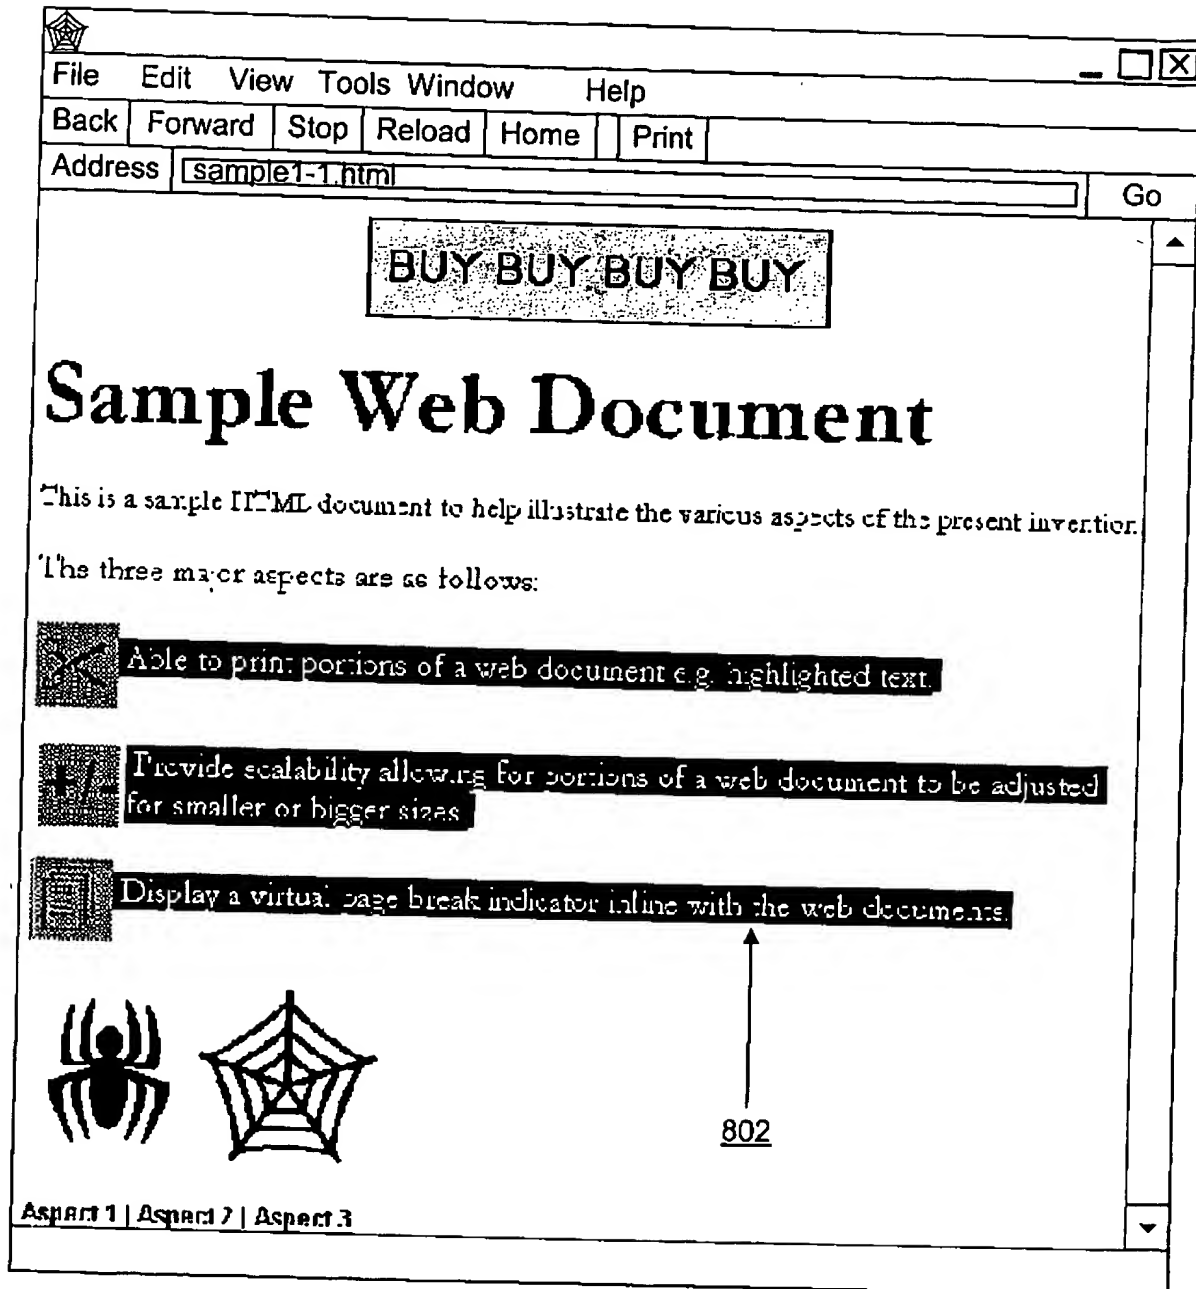 File Edit View Tools Window Help
Back Forward Stop Reload Home Print
Address sample1-1.html Go
BUY BUY BUY BUY
Sample Web Document
This is a sample HTML document to help illustrate the various aspects of the present invention.
The three major aspects are as follows:
Able to print portions of a web document e.g. highlighted text.
+/-
Provide scalability allowing for portions of a web document to be adjusted
for smaller or bigger sizes
Display a virtual page break indicator inline with the web documents.
802
Aspect 1 | Aspect 2 | Aspect 3